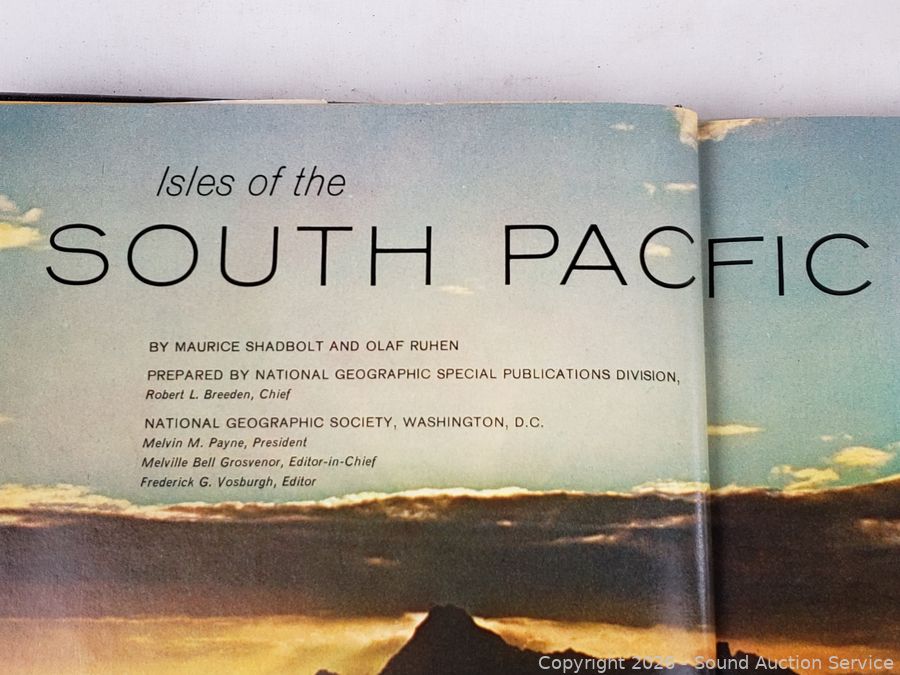 Isles of the
SOUTH PACFIC
BY MAURICE SHADBOLT AND OLAF RUHEN
PREPARED BY NATIONAL GEOGRAPHIC SPECIAL PUBLICATIONS DIVISION,
Robert L. Breeden, Chief
NATIONAL GEOGRAPHIC SOCIETY, WASHINGTON, D.C.
Melvin M. Payne, President
Melville Bell Grosvenor, Editor-in-Chief
Frederick G. Vosburgh, Editor
Copyright 2026 - Sound Auction Service